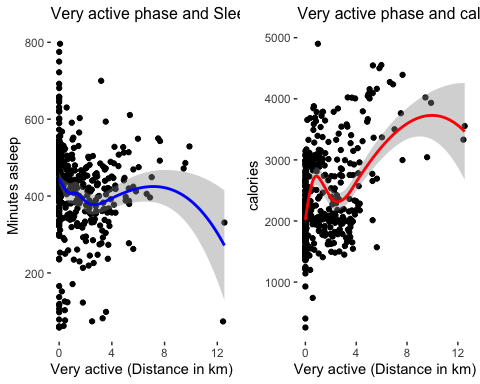 Very active phase and Slee
800
600
400
200
Minutes asleep
0 4 8 12
Very active (Distance in km)
Very active phase and cal
5000
4000
3000
2000
1000
calories
0 4 8 12
Very active (Distance in km)